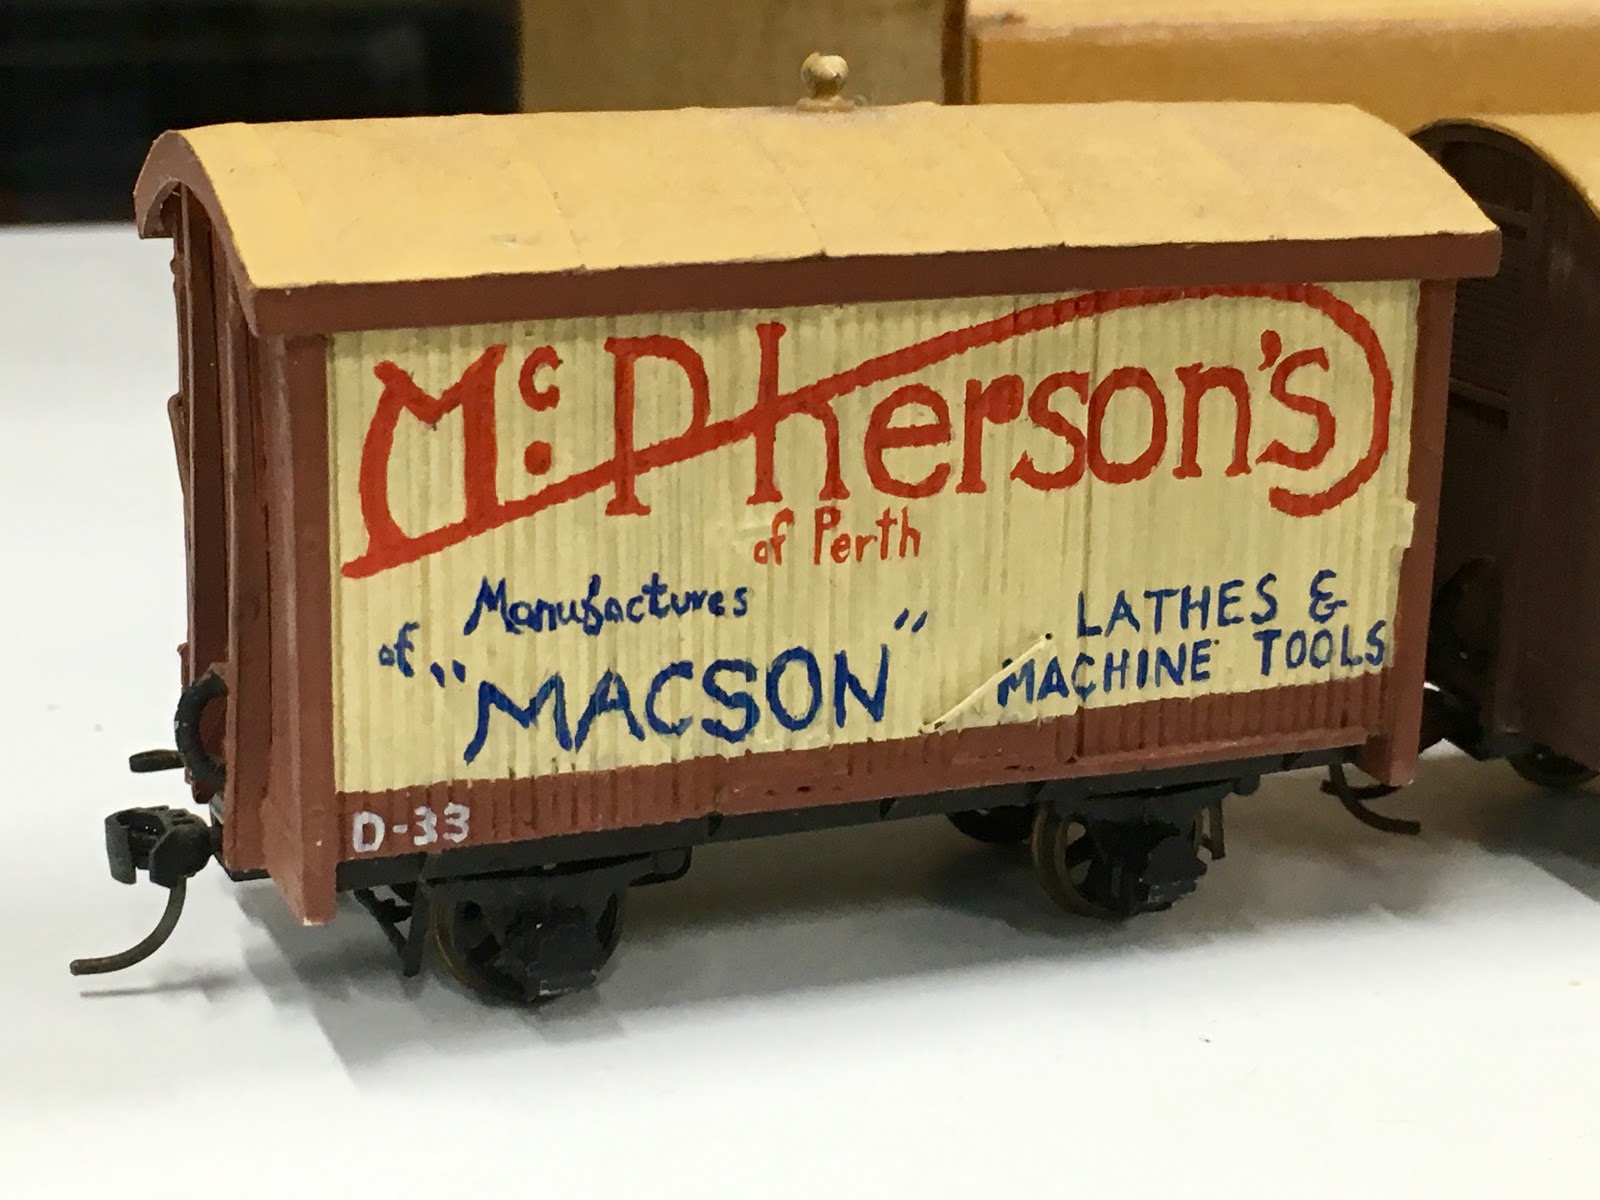 McPherson's
of Perth
Manufactures
of "MACSON"
LATHES &
MACHINE TOOLS
D-33